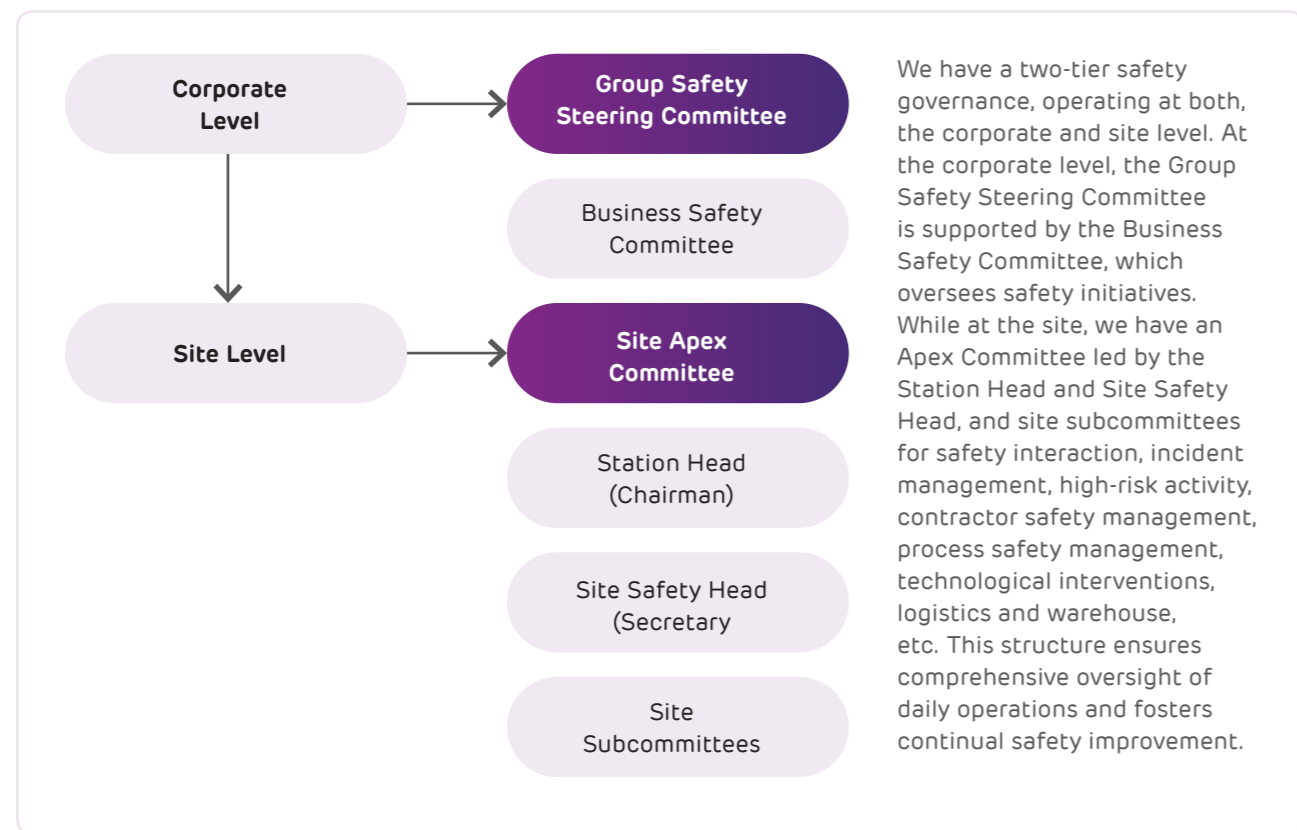 Corporate
Level
Group Safety
Steering Committee
Business Safety
Committee
Site Level
Site Apex
Committee
Station Head
(Chairman)
Site Safety Head
(Secretary
Site
Subcommittees
We have a two-tier safety
governance, operating at both,
the corporate and site level. At
the corporate level, the Group
Safety Steering Committee
is supported by the Business
Safety Committee, which
oversees safety initiatives.
While at the site, we have an
Apex Committee led by the
Station Head and Site Safety
Head, and site subcommittees
for safety interaction, incident
management, high-risk activity,
contractor safety management,
process safety management,
technological interventions,
logistics and warehouse,
etc. This structure ensures
comprehensive oversight of
daily operations and fosters
continual safety improvement.